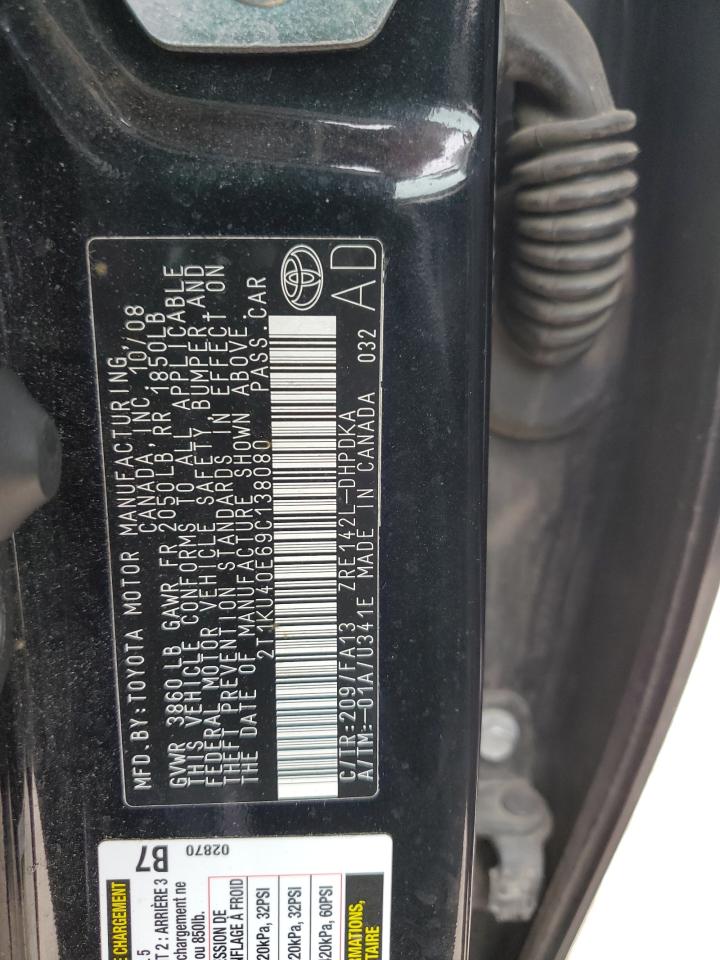 MFD.BY: TOYOTA MOTOR MANUFACTURING,
CANADA, INC. 10/08
GVWR 3860 LB GAWR FR 2050 LB RR 1850LB
THIS VEHICLE CONFORMS TO ALL APPLICABLE
FEDERAL MOTOR VEHICLE SAFETY, BUMPER, AND
THEFT PREVENTION STANDARDS IN EFFECT ON
THE DATE OF MANUFACTURE SHOWN ABOVE.
2T1KU40E69C138080 PASS.CAR
C/TR: 209/FA13 ZRE142L-DHPDKA
A/TM:-01A/U341E MADE IN CANADA 032
AD
B7
02870
CHARGEMENT
T 2 : ARRIÈRE 3
chargement ne
ou 850lb.
SSION DE
NFLAGE À FROID
20kPa, 32PSI
20kPa, 32PSI
20kPa, 60PSI
RMATIONS,
TAIRE